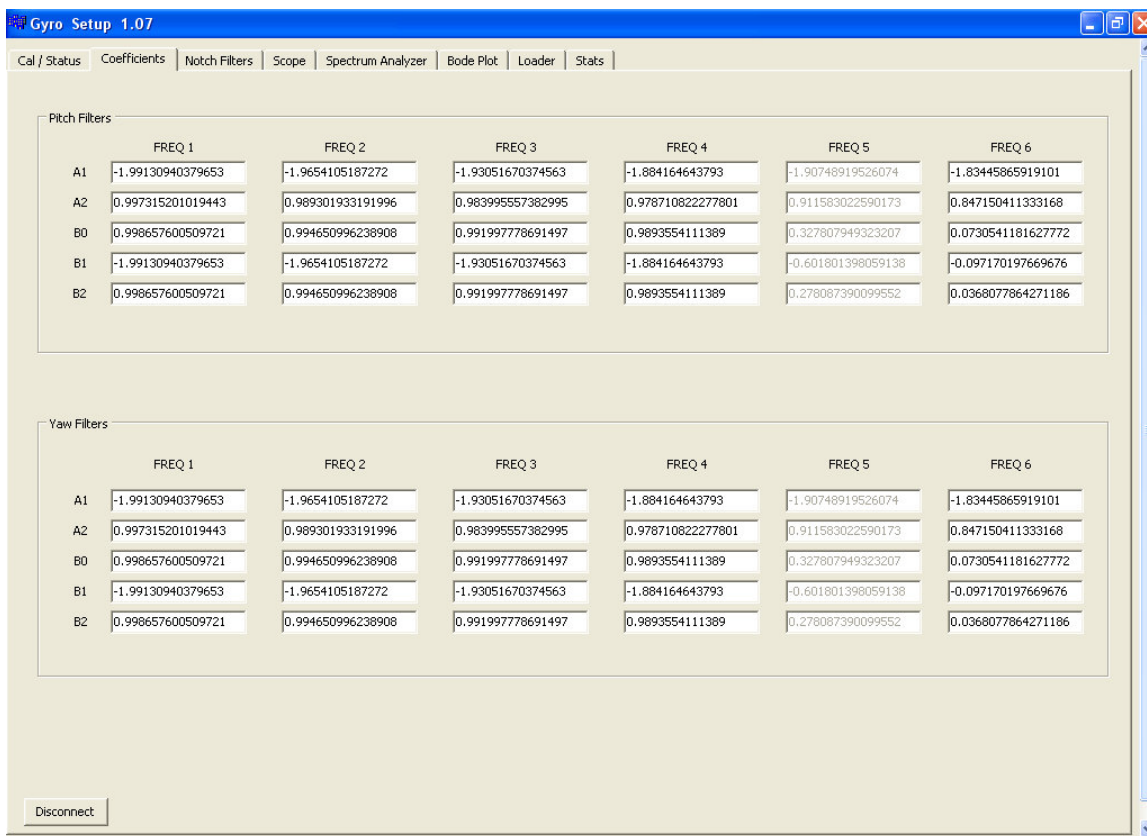 Gyro Setup 1.07
Cal / Status Coefficients Notch Filters Scope Spectrum Analyzer Bode Plot Loader Stats
Pitch Filters
FREQ 1 FREQ 2 FREQ 3 FREQ 4 FREQ 5 FREQ 6
A1 -1.99130940379653 -1.9654105187272 -1.93051670374563 -1.884164643793 -1.90748919526074 -1.83445865919101
A2 0.997315201019443 0.989301933191996 0.983995557382995 0.978710822277801 0.911583022590173 0.847150411333168
B0 0.998657600509721 0.994650996238908 0.991997778691497 0.9893554111389 0.327807949323207 0.0730541181627772
B1 -1.99130940379653 -1.9654105187272 -1.93051670374563 -1.884164643793 -0.601801398059138 -0.097170197669676
B2 0.998657600509721 0.994650996238908 0.991997778691497 0.9893554111389 0.278087390099552 0.0368077864271186
Yaw Filters
FREQ 1 FREQ 2 FREQ 3 FREQ 4 FREQ 5 FREQ 6
A1 -1.99130940379653 -1.9654105187272 -1.93051670374563 -1.884164643793 -1.90748919526074 -1.83445865919101
A2 0.997315201019443 0.989301933191996 0.983995557382995 0.978710822277801 0.911583022590173 0.847150411333168
B0 0.998657600509721 0.994650996238908 0.991997778691497 0.9893554111389 0.327807949323207 0.0730541181627772
B1 -1.99130940379653 -1.9654105187272 -1.93051670374563 -1.884164643793 -0.601801398059138 -0.097170197669676
B2 0.998657600509721 0.994650996238908 0.991997778691497 0.9893554111389 0.278087390099552 0.0368077864271186
Disconnect